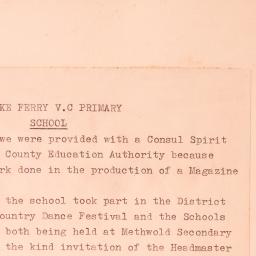 KE FERRY V.C PRIMARY
SCHOOL
we were provided with a Consul Spirit
County Education Authority because
rk done in the production of a Magazine
the school took part in the District
ountry Dance Festival and the Schools
both being held at Methwold Secondary
the kind invitation of the Headmaster